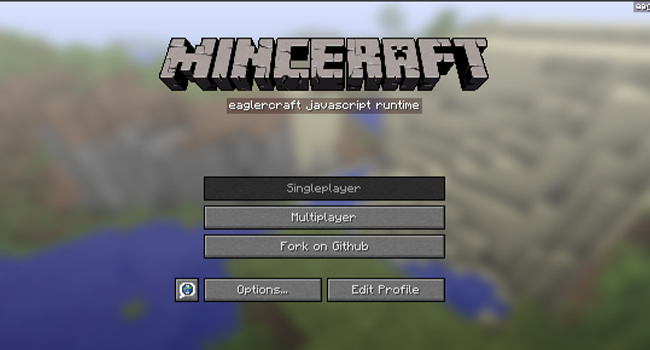 MINCERAFT
eaglercraft javascript runtime
Singleplayer
Multiplayer
Fork on Github
Options...
Edit Profile